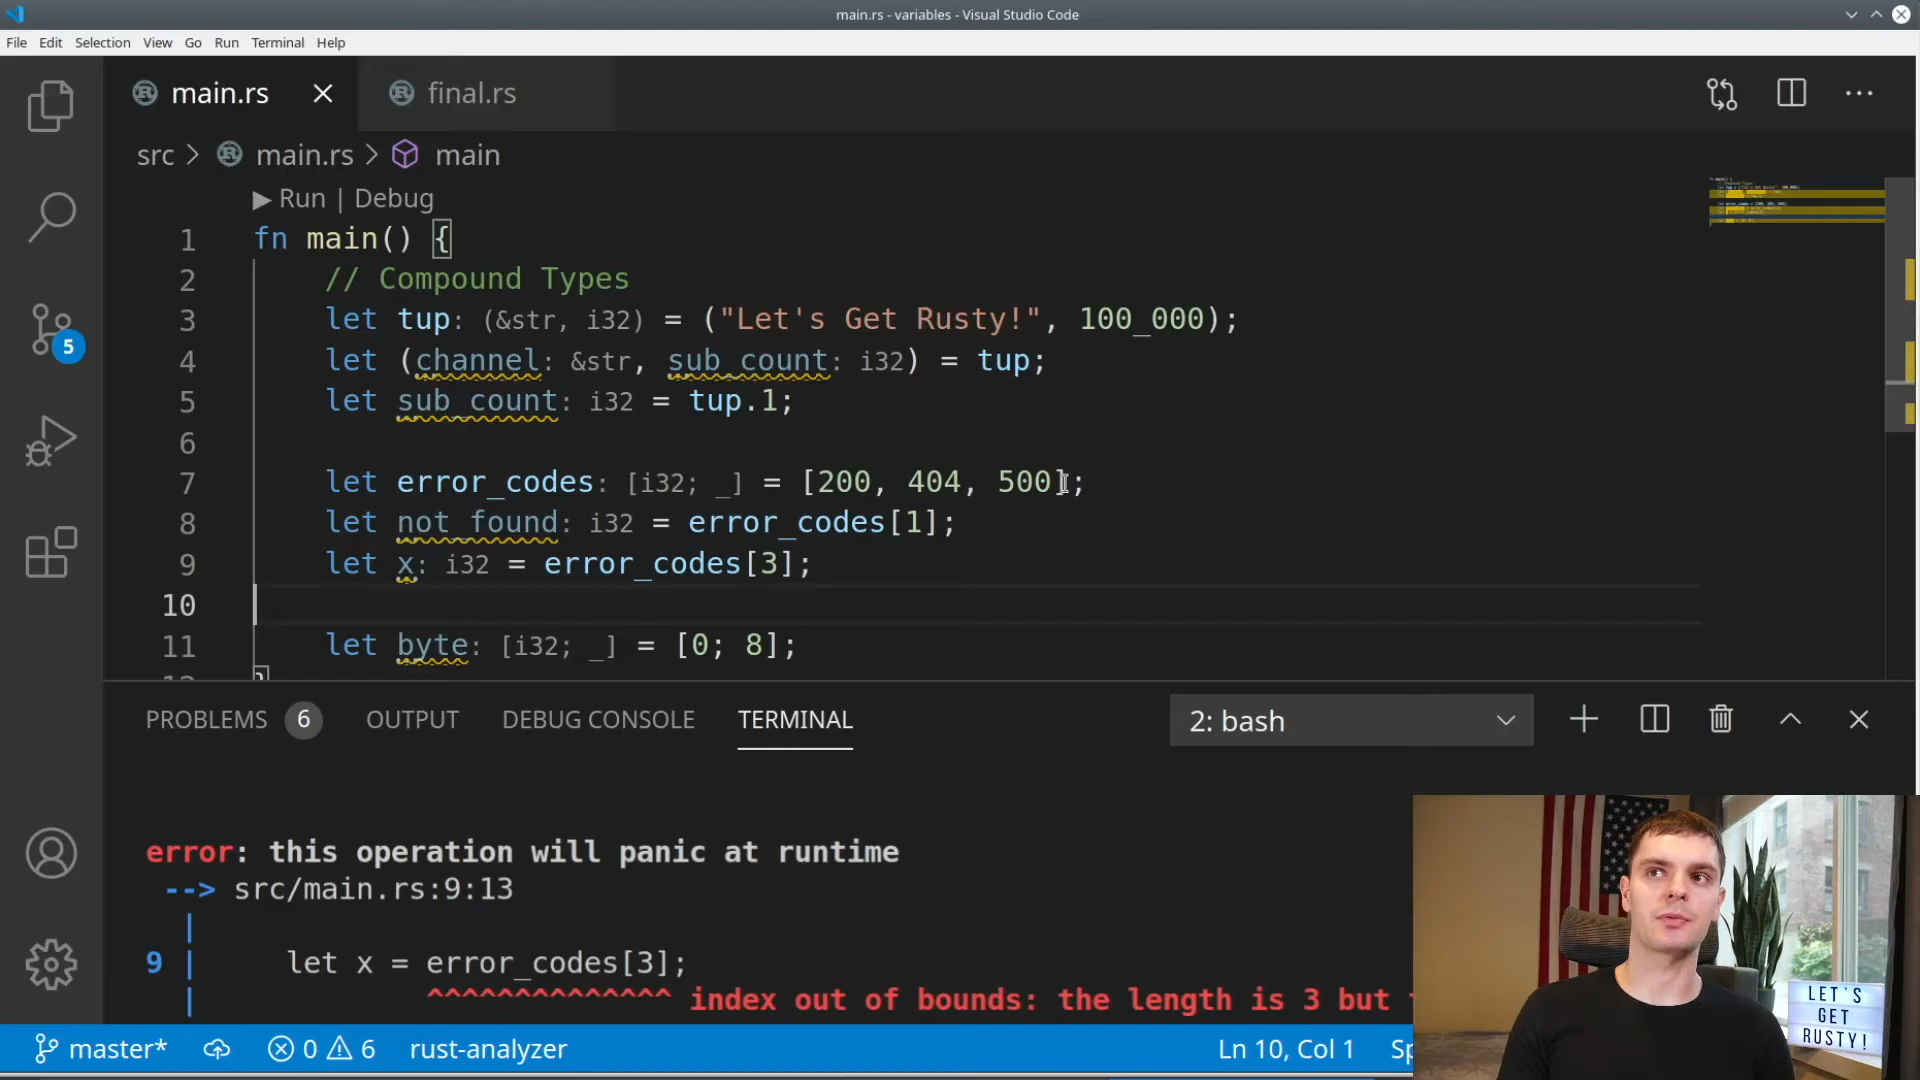 main.rs - variables - Visual Studio Code
File Edit Selection View Go Run Terminal Help
main.rs final.rs
src > main.rs > main
▶ Run | Debug
1 fn main() {
2 // Compound Types
3 let tup: (&str, i32) = ("Let's Get Rusty!", 100_000);
4 let (channel: &str, sub_count: i32) = tup;
5 let sub_count: i32 = tup.1;
6
7 let error_codes: [i32; _] = [200, 404, 500];
8 let not_found: i32 = error_codes[1];
9 let x: i32 = error_codes[3];
10
11 let byte: [i32; _] = [0; 8];
5
PROBLEMS 6 OUTPUT DEBUG CONSOLE TERMINAL 2: bash
error: this operation will panic at runtime
--> src/main.rs:9:13
|
9 | let x = error_codes[3];
| ^^^^^^^^^^^^^^ index out of bounds: the length is 3 but
master* 0 6 rust-analyzer Ln 10, Col 1 Sp
LET'S
GET
RUSTY!